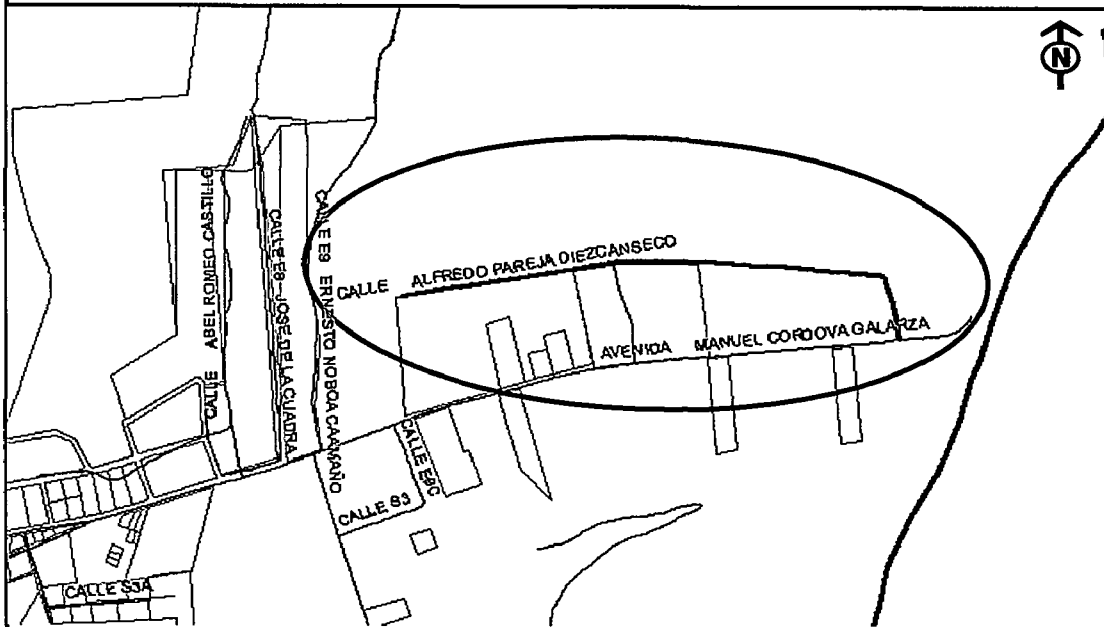 N
CALLE ABEL ROMEO CASTILLO
CALLE E8-JOSE DE LA CUADRA
CALLE E9 ERNESTO NOBOA CAAMAÑO
CALLE ALFREDO PAREJA DIEZCANSECO
AVENIDA MANUEL CORDOVA GALARZA
CALLE E9C
CALLE S3
CALLE S3A